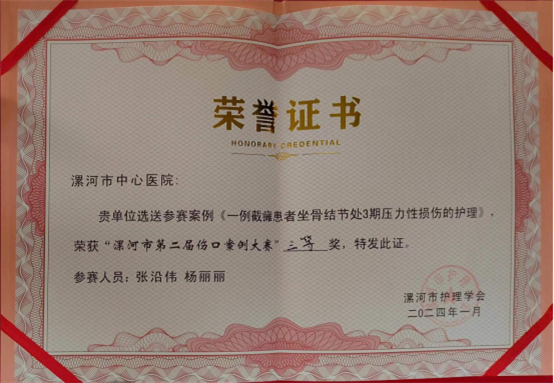 荣誉证书
HONORARY CREDENTIAL
漯河市中心医院：
贵单位选送参赛案例《一例截瘫患者坐骨结节处3期压力性损伤的护理》，
荣获“漯河市第二届伤口案例大赛”三等奖，特发此证。
参赛人员：张沿伟 杨丽丽
漯河市护理学会
二〇二四年一月